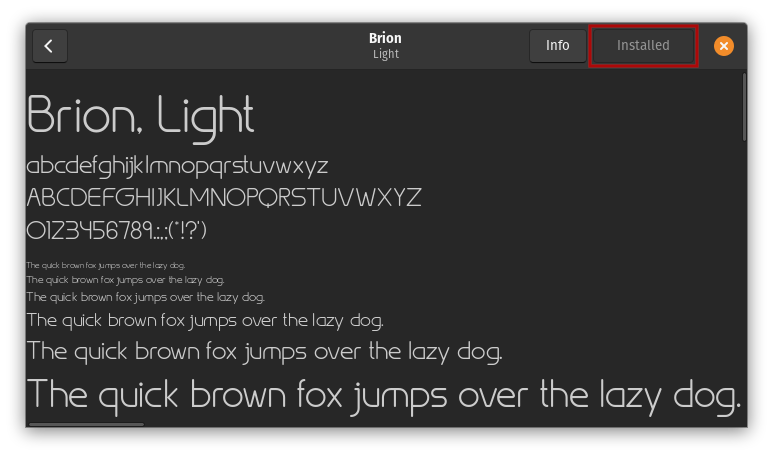 Brion
Light
Info
Installed
Brion, Light
abcdefghijklmnopqrstuvwxyz
ABCDEFGHIJKLMNOPQRSTUVWXYZ
0123456789.:,;(*!?')
The quick brown fox jumps over the lazy dog.
The quick brown fox jumps over the lazy dog.
The quick brown fox jumps over the lazy dog.
The quick brown fox jumps over the lazy dog.
The quick brown fox jumps over the lazy dog.
The quick brown fox jumps over the lazy dog.